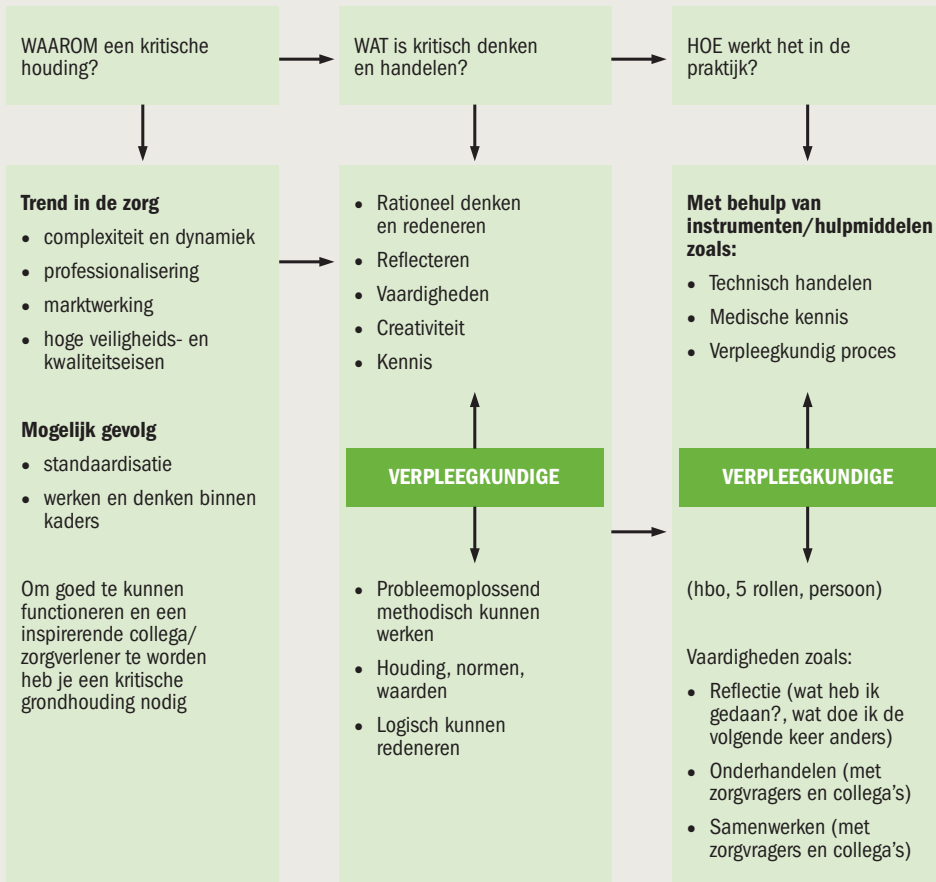 WAAROM een kritische
houding?
WAT is kritisch denken
en handelen?
HOE werkt het in de
praktijk?
Trend in de zorg
• complexiteit en dynamiek
• professionalisering
• marktwerking
• hoge veiligheids- en
kwaliteitseisen
Mogelijk gevolg
• standaardisatie
• werken en denken binnen
kaders
Om goed te kunnen
functioneren en een
inspirerende collega/
zorgverlener te worden
heb je een kritische
grondhouding nodig
• Rationeel denken
en redeneren
• Reflecteren
• Vaardigheden
• Creativiteit
• Kennis
VERPLEEGKUNDIGE
• Probleemoplossend
methodisch kunnen
werken
• Houding, normen,
waarden
• Logisch kunnen
redeneren
Met behulp van
instrumenten/hulpmiddelen
zoals:
• Technisch handelen
• Medische kennis
• Verpleegkundig proces
VERPLEEGKUNDIGE
(hbo, 5 rollen, persoon)
Vaardigheden zoals:
• Reflectie (wat heb ik
gedaan?, wat doe ik de
volgende keer anders)
• Onderhandelen (met
zorgvragers en collega's)
• Samenwerken (met
zorgvragers en collega's)